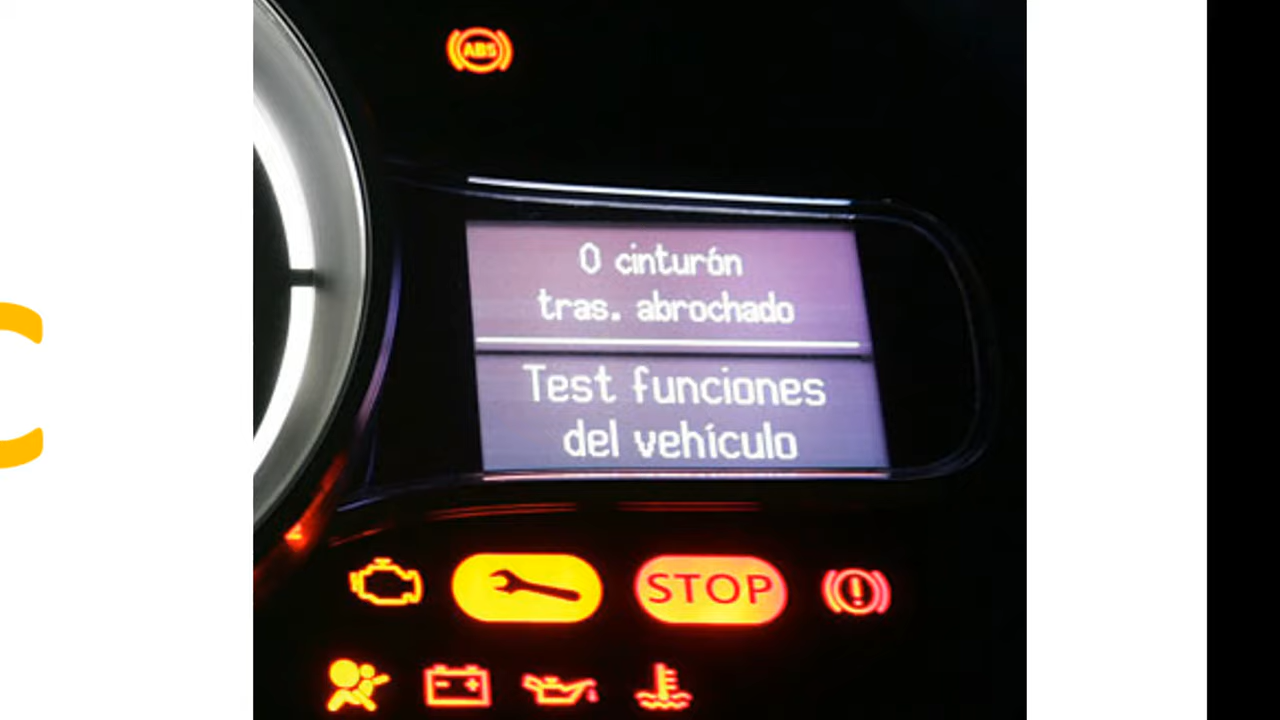 ABS
0 cinturón
tras. abrochado
Test funciones
del vehículo
STOP